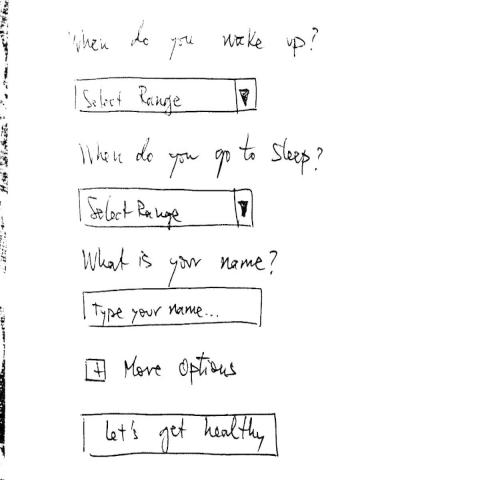 When do you wake up?
Select Range
When do you go to sleep?
Select Range
What is your name?
Type your name...
+ More Options
Let's get healthy